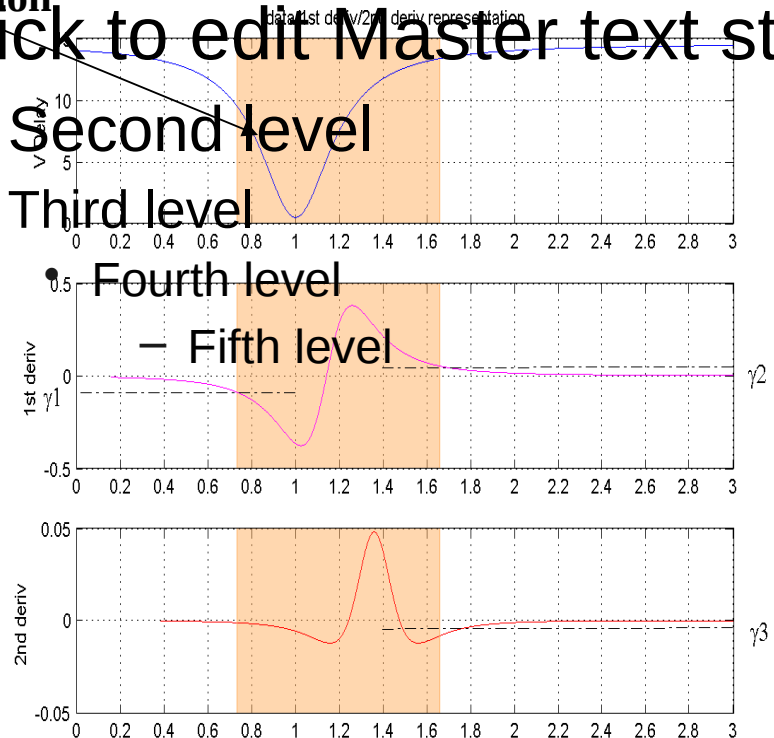 data/1st deriv/2nd deriv representation
ick to edit Master text st
10
Second level
5
V Delay
Third level
0
0 0.2 0.4 0.6 0.8 1 1.2 1.4 1.6 1.8 2 2.2 2.4 2.6 2.8 3
0.5
• Fourth level
– Fifth level
1st deriv
0
γ1
γ2
-0.5
0 0.2 0.4 0.6 0.8 1 1.2 1.4 1.6 1.8 2 2.2 2.4 2.6 2.8 3
0.05
2nd deriv
0
γ3
-0.05
0 0.2 0.4 0.6 0.8 1 1.2 1.4 1.6 1.8 2 2.2 2.4 2.6 2.8 3